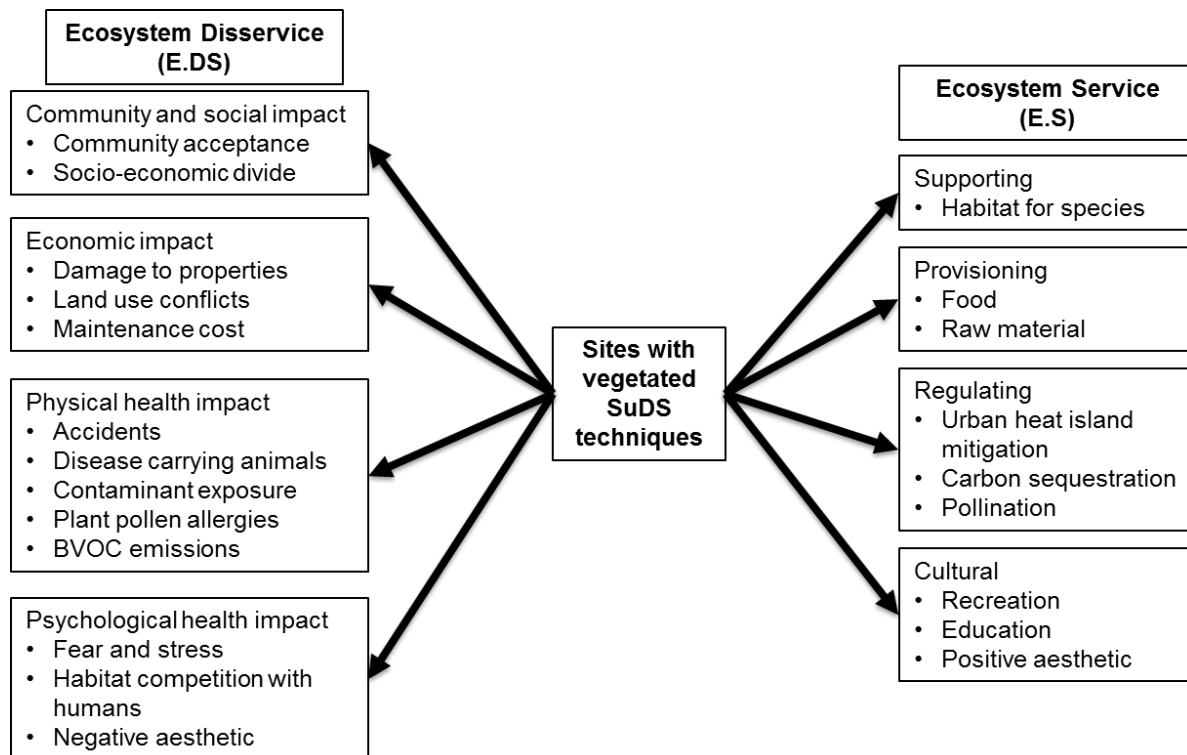 Ecosystem Disservice
(E.DS)
Community and social impact
• Community acceptance
• Socio-economic divide
Economic impact
• Damage to properties
• Land use conflicts
• Maintenance cost
Physical health impact
• Accidents
• Disease carrying animals
• Contaminant exposure
• Plant pollen allergies
• BVOC emissions
Psychological health impact
• Fear and stress
• Habitat competition with
humans
• Negative aesthetic
Sites with
vegetated
SuDS
techniques
Ecosystem Service
(E.S)
Supporting
• Habitat for species
Provisioning
• Food
• Raw material
Regulating
• Urban heat island
mitigation
• Carbon sequestration
• Pollination
Cultural
• Recreation
• Education
• Positive aesthetic